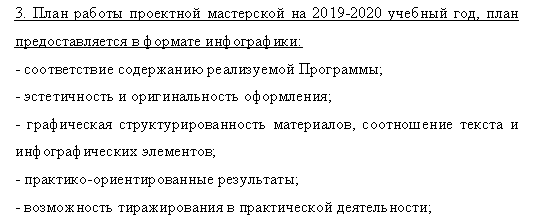 3. План работы проектной мастерской на 2019-2020 учебный год, план
предоставляется в формате инфографики:
- соответствие содержанию реализуемой Программы;
- эстетичность и оригинальность оформления;
- графическая структурированность материалов, соотношение текста и
инфографических элементов;
- практико-ориентированные результаты;
- возможность тиражирования в практической деятельности;